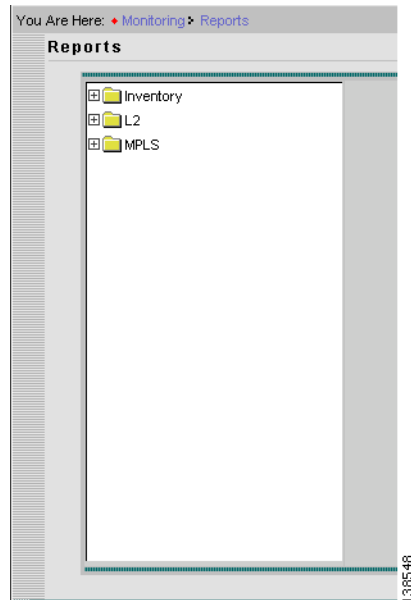 You Are Here: Monitoring Reports
Reports
Inventory
L2
MPLS
138548